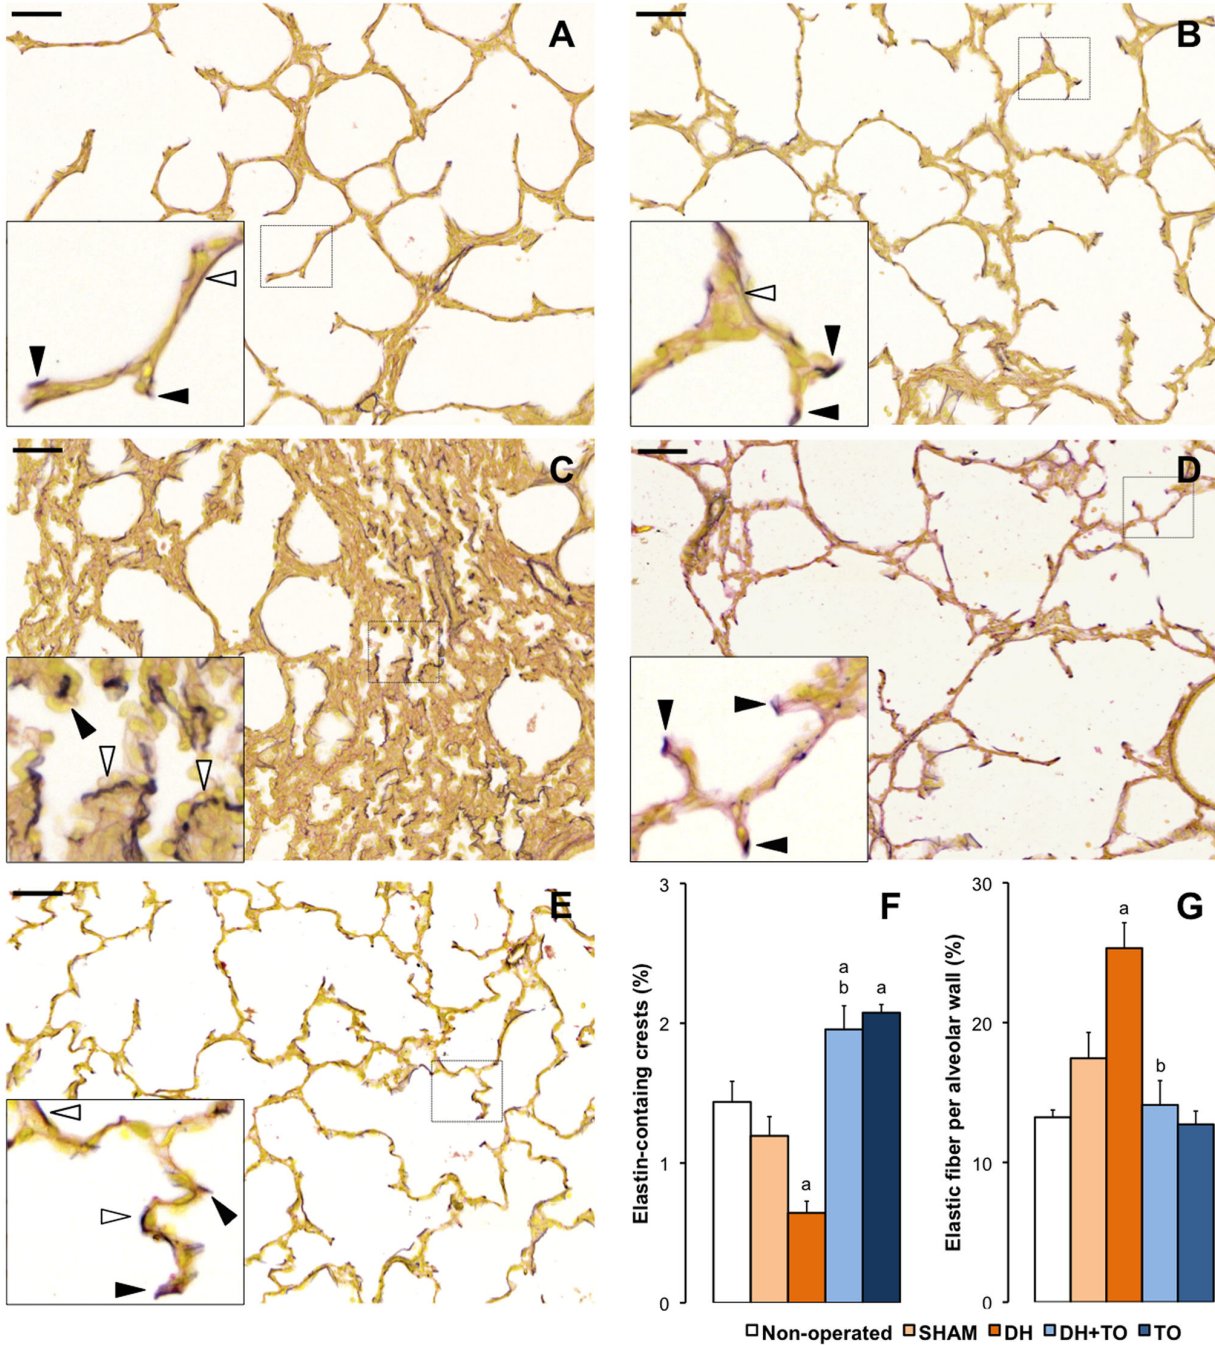 A
B
C
D
E
F
G
Elastin-containg crests (%)
3
2
1
0
a
a
b
a
Elastic fiber per alveolar wall (%)
30
20
10
0
a
b
Non-operated SHAM DH DH+TO TO